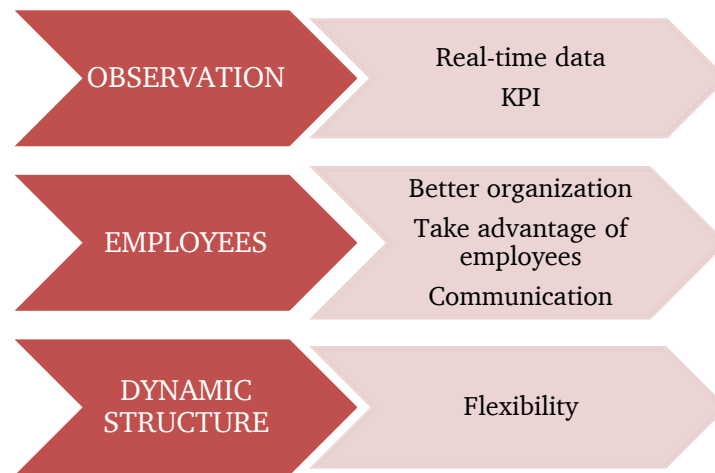 OBSERVATION
Real-time data
KPI
EMPLOYEES
Better organization
Take advantage of
employees
Communication
DYNAMIC
STRUCTURE
Flexibility